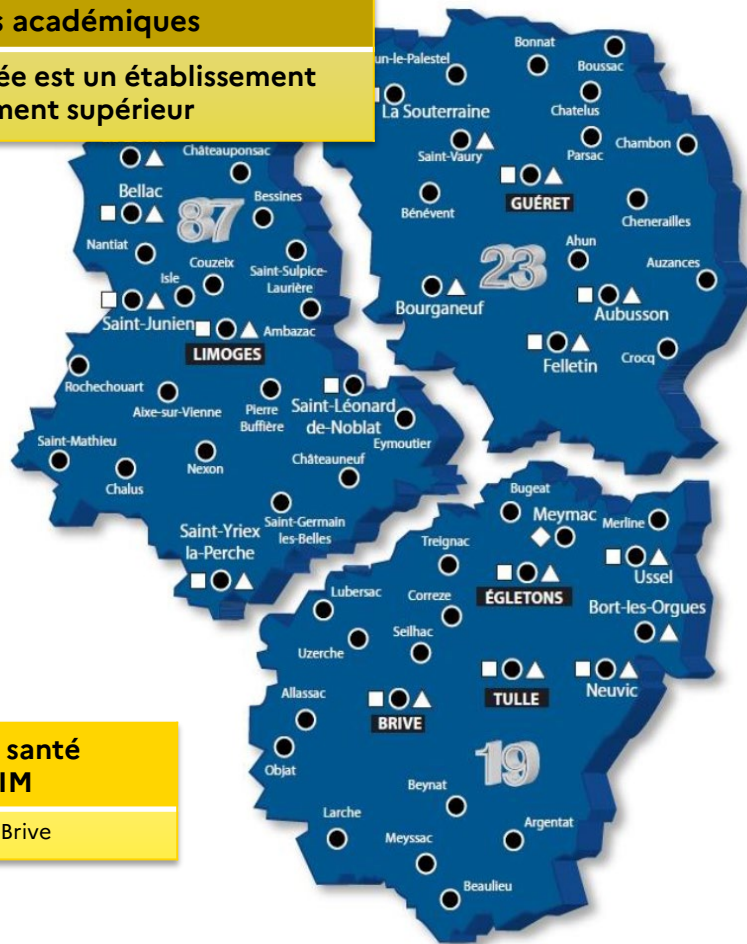 s académiques
ée est un établissement
ment supérieur
Bonnat
Boussac
un-le-Palestel
La Souterraine
Chatelus
Saint-Vaury
Parsac
Chambon
GUÉRET
Bénévent
Chenerailles
23
Ahun
Auzances
Bourganeuf
Aubusson
Felletin
Crocq
Châteauponsac
Bellac
87
Bessines
Nantiat
Couzeix
Isle
Saint-Sulpice-
Laurière
Saint-Junien
LIMOGES
Ambazac
Rochechouart
Aixe-sur-Vienne
Pierre
Buffière
Saint-Léonard
de-Noblat
Eymoutier
Saint-Mathieu
Chalus
Nexon
Châteauneuf
Saint-Germain
les-Belles
Saint-Yriex
la-Perche
Bugeat
Meymac
Merline
Treignac
Ussel
ÉGLETONS
Lubersac
Correze
Bort-les-Orgues
Uzerche
Seilhac
Neuvic
TULLE
BRIVE
Allassac
Objat
19
Beynat
Larche
Meyssac
Argentat
Beaulieu
santé
IM
Brive